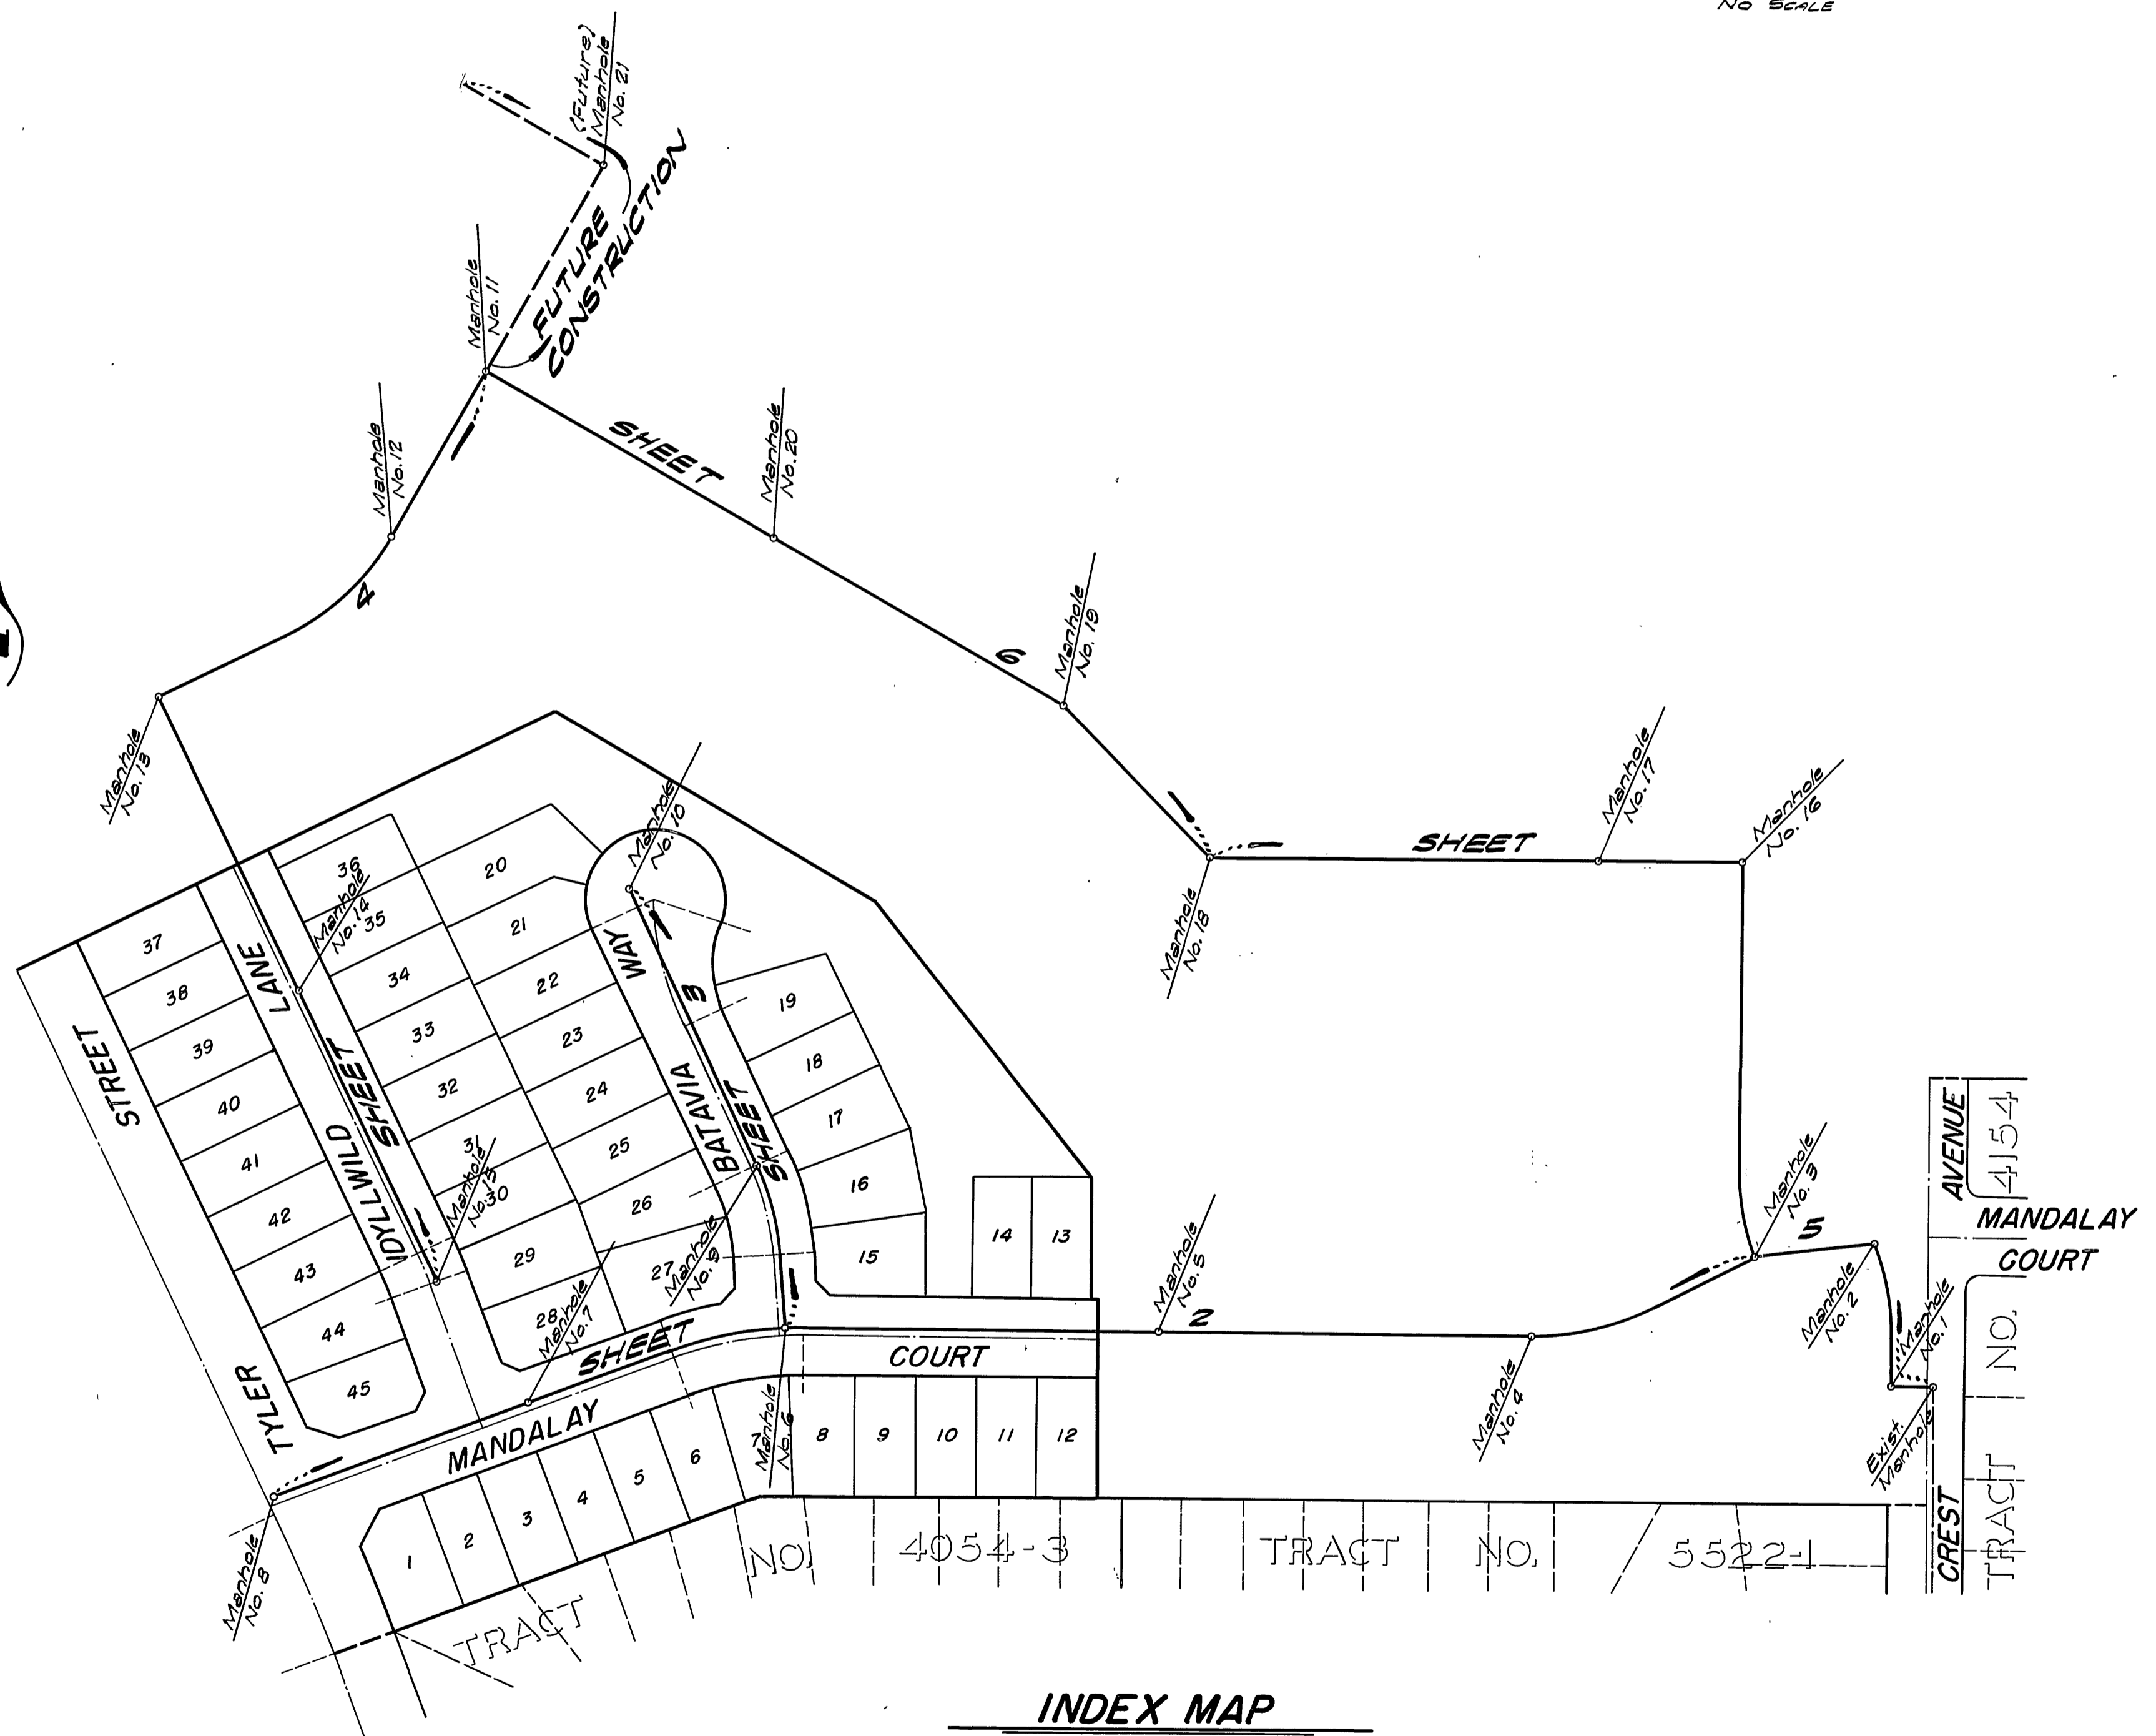 NO SCALE
(Future)
Manhole
No. 21
FUTURE
CONSTRUCTION
Manhole
No. 11
Manhole
No. 12
SHEET
Manhole
No. 20
4
6
Manhole
No. 19
Manhole
No. 13
Manhole
No. 10
Manhole
No. 17
Manhole
No. 16
SHEET
Manhole
No. 18
36
Manhole
No. 14
35
34
33
32
31
Manhole
30
29
28
20
21
22
23
24
25
26
27
37
38
39
40
41
42
43
44
45
STREET
TYLER
LANE
IDYLLWILD
SHEET
WAY
BATAVIA
SHEET 3
19
18
17
16
15
14
13
Manhole
No. 9
Manhole
No. 7
SHEET
MANDALAY
COURT
Manhole
No. 5
2
Manhole
No. 3
5
Manhole
No. 2
Manhole
No. 1
Manhole
No. 4
Exist.
Manhole
AVENUE
4154
MANDALAY
COURT
NO.
TRACT
CREST
Manhole
No. 8
1
2
3
4
5
6
7
Manhole
No. 6
8
9
10
11
12
TRACT
NO.
4054-3
TRACT
NO.
5522-1
INDEX MAP